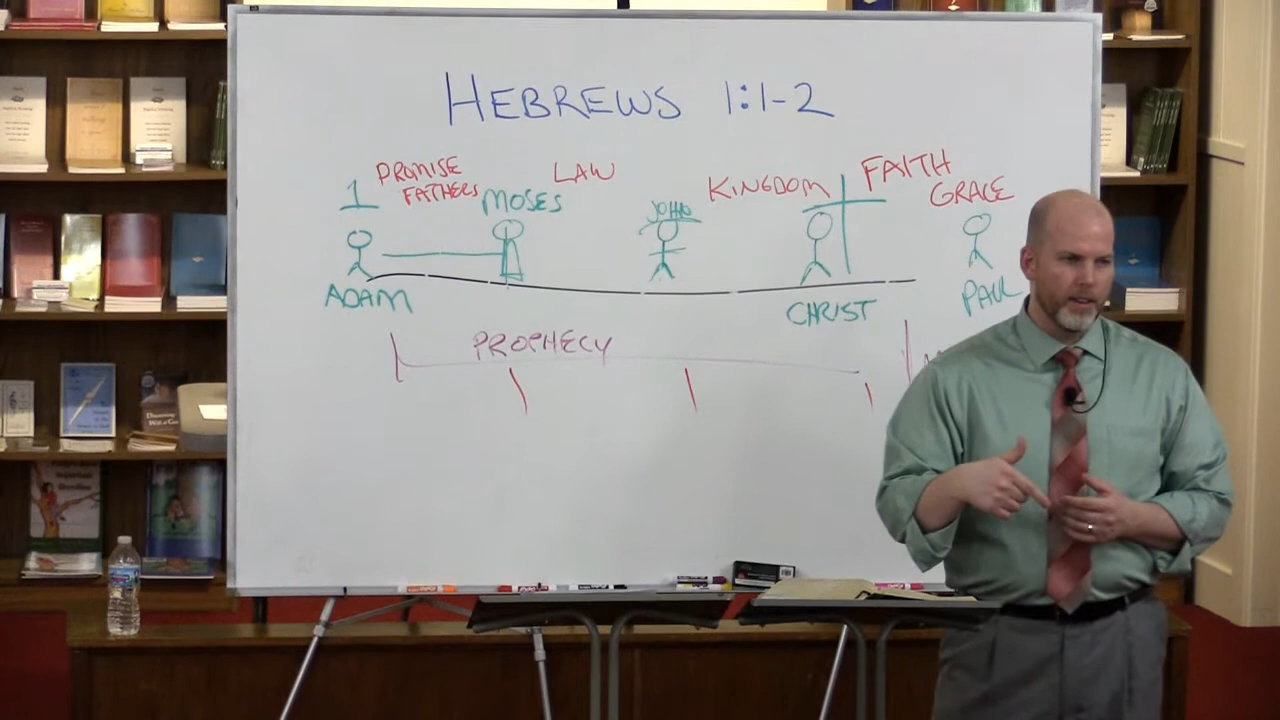 HEBREWS 1:1-2
PROMISE
FATHERS
LAW
KINGDOM
FAITH
GRACE
1
MOSES
JOHN
ADAM
CHRIST
PAUL
PROPHECY